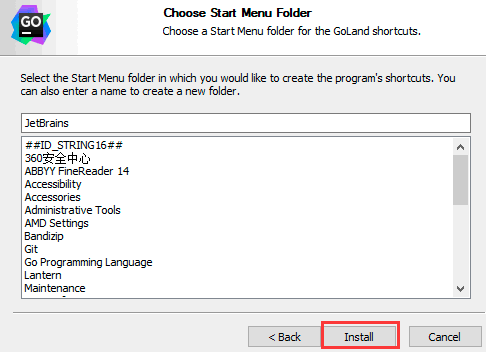 GO
Choose Start Menu Folder
Choose a Start Menu folder for the GoLand shortcuts.
Select the Start Menu folder in which you would like to create the program's shortcuts. You
can also enter a name to create a new folder.
JetBrains
##ID_STRING16##
360安全中心
ABBYY FineReader 14
Accessibility
Accessories
Administrative Tools
AMD Settings
Bandizip
Git
Go Programming Language
Lantern
Maintenance
< Back
Install
Cancel